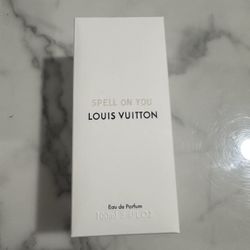 SPELL ON YOU
LOUIS VUITTON
Eau de Parfum